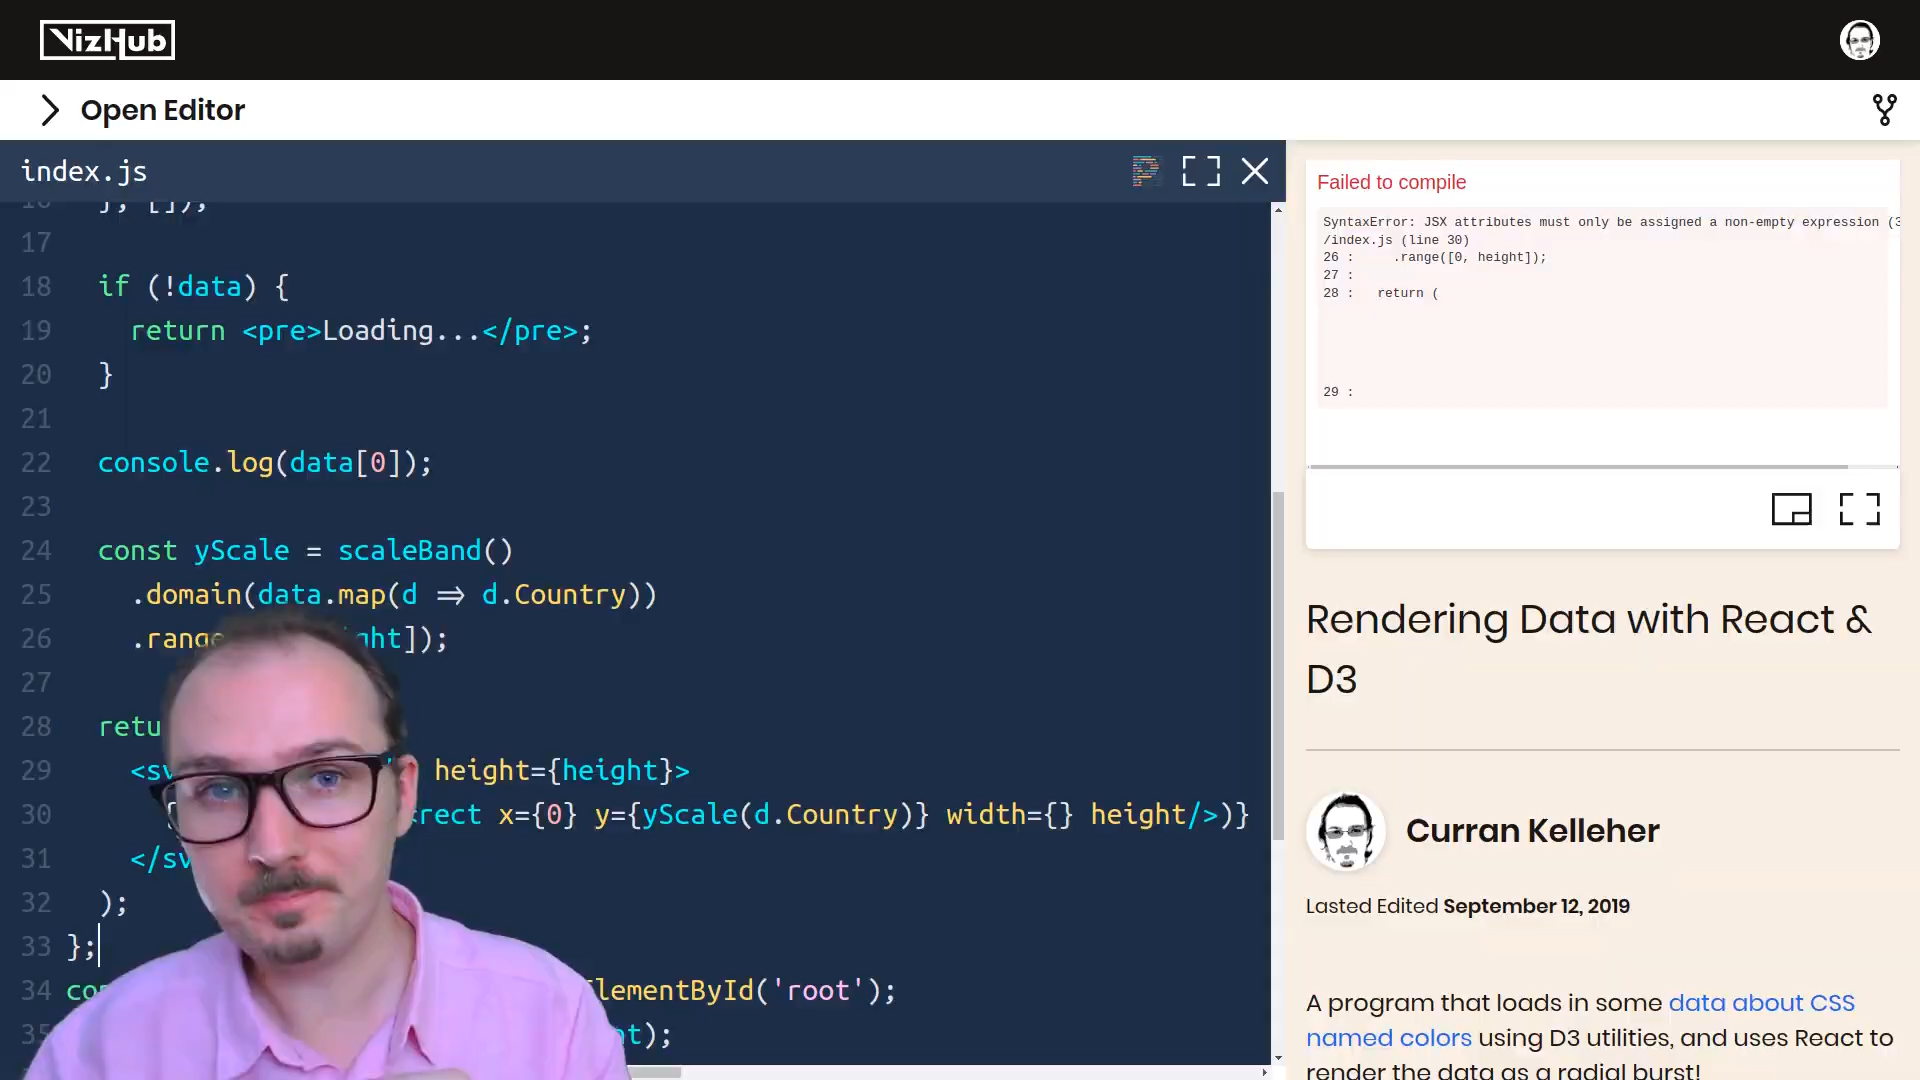 VizHub
Open Editor
index.js
16 }, []);
17
18 if (!data) {
19 return <pre>Loading...</pre>;
20 }
21
22 console.log(data[0]);
23
24 const yScale = scaleBand()
25 .domain(data.map(d => d.Country))
26 .range ght]);
27
28 retu
29 <sv height={height}>
30 { <rect x={0} y={yScale(d.Country)} width={} height/>)}
31 </sv
32 );
33 };
34 co lementById('root');
35 t);
Failed to compile
SyntaxError: JSX attributes must only be assigned a non-empty expression (3
/index.js (line 30)
26 : .range([0, height]);
27 :
28 : return (
29 :
Rendering Data with React &
D3
Curran Kelleher
Lasted Edited September 12, 2019
A program that loads in some data about CSS
named colors using D3 utilities, and uses React to
render the data as a radial burst!